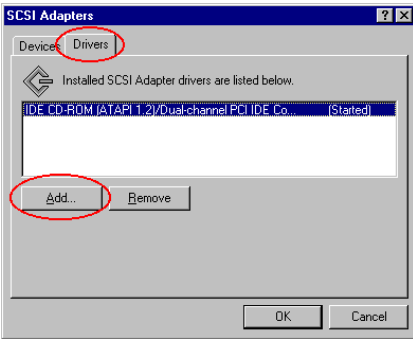 SCSI Adapters
Devices Drivers
Installed SCSI Adapter drivers are listed below.
IDE CD-ROM (ATAPI 1.2)/Dual-channel PCI IDE Co... (Started)
Add... Remove
OK Cancel